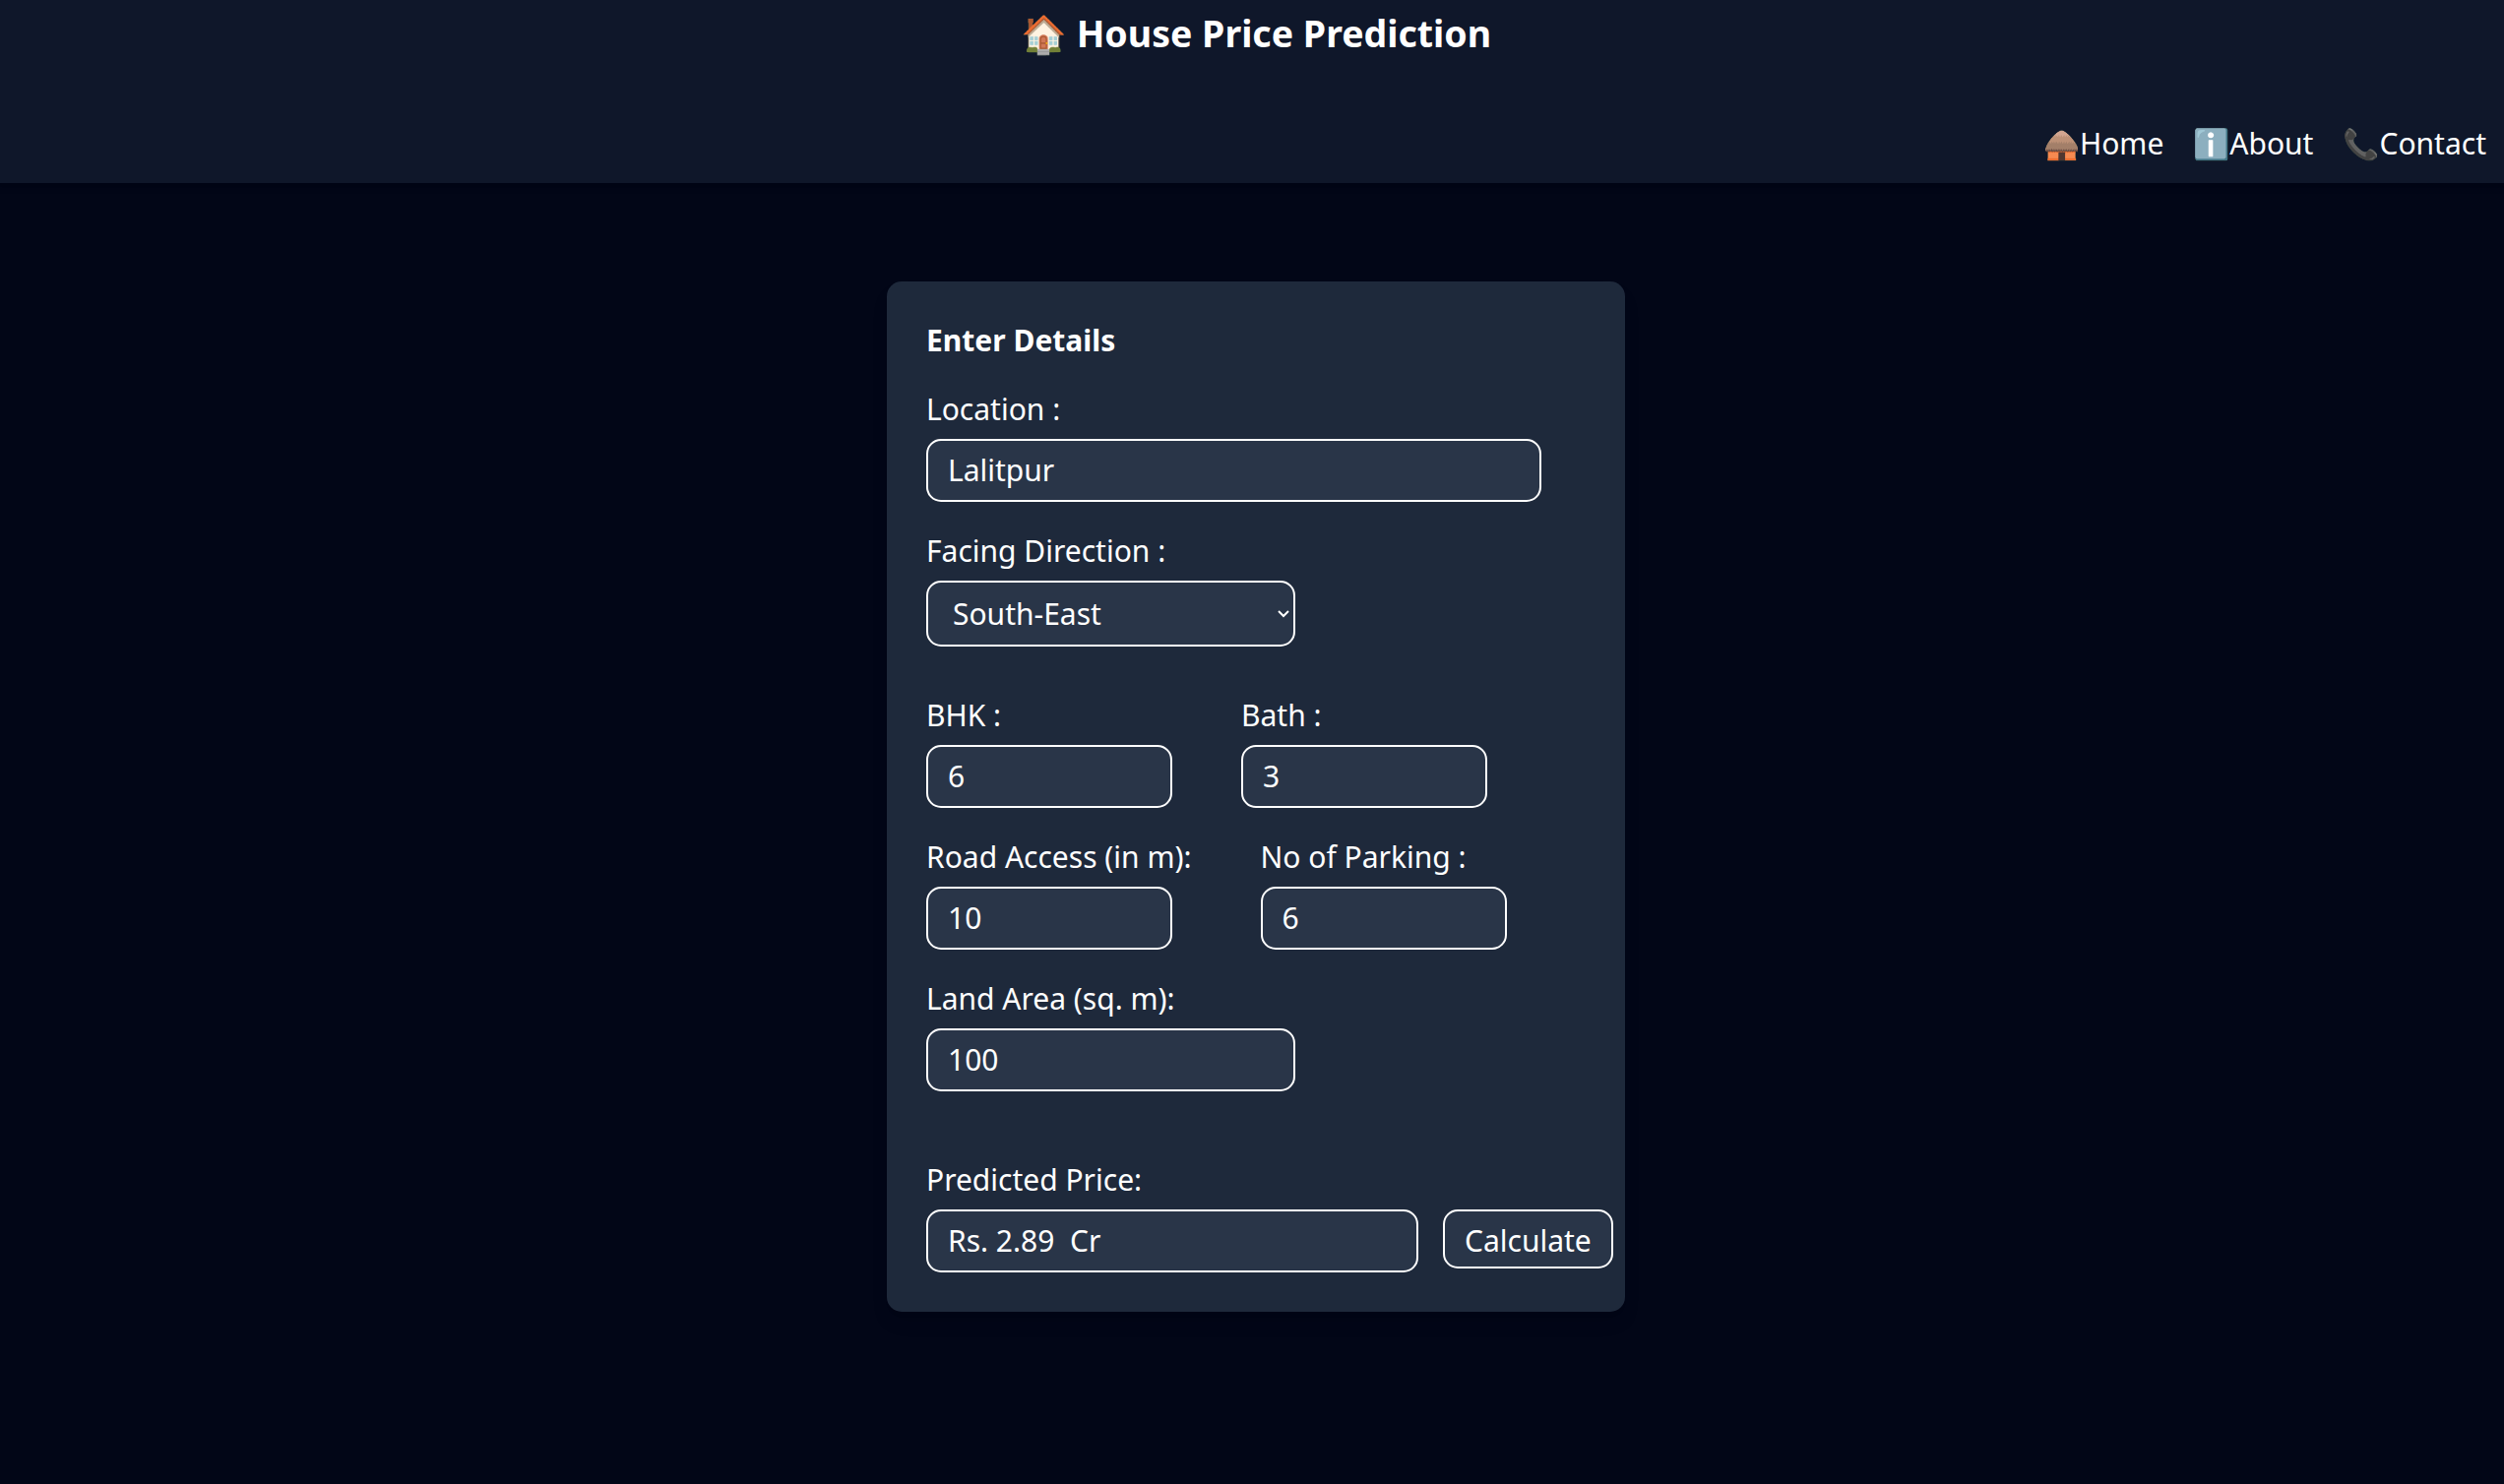 🏠 House Price Prediction
🛖Home ℹ️About 📞Contact
Enter Details
Location :
Lalitpur
Facing Direction :
South-East
BHK : Bath :
6 3
Road Access (in m): No of Parking :
10 6
Land Area (sq. m):
100
Predicted Price:
Rs. 2.89  Cr Calculate